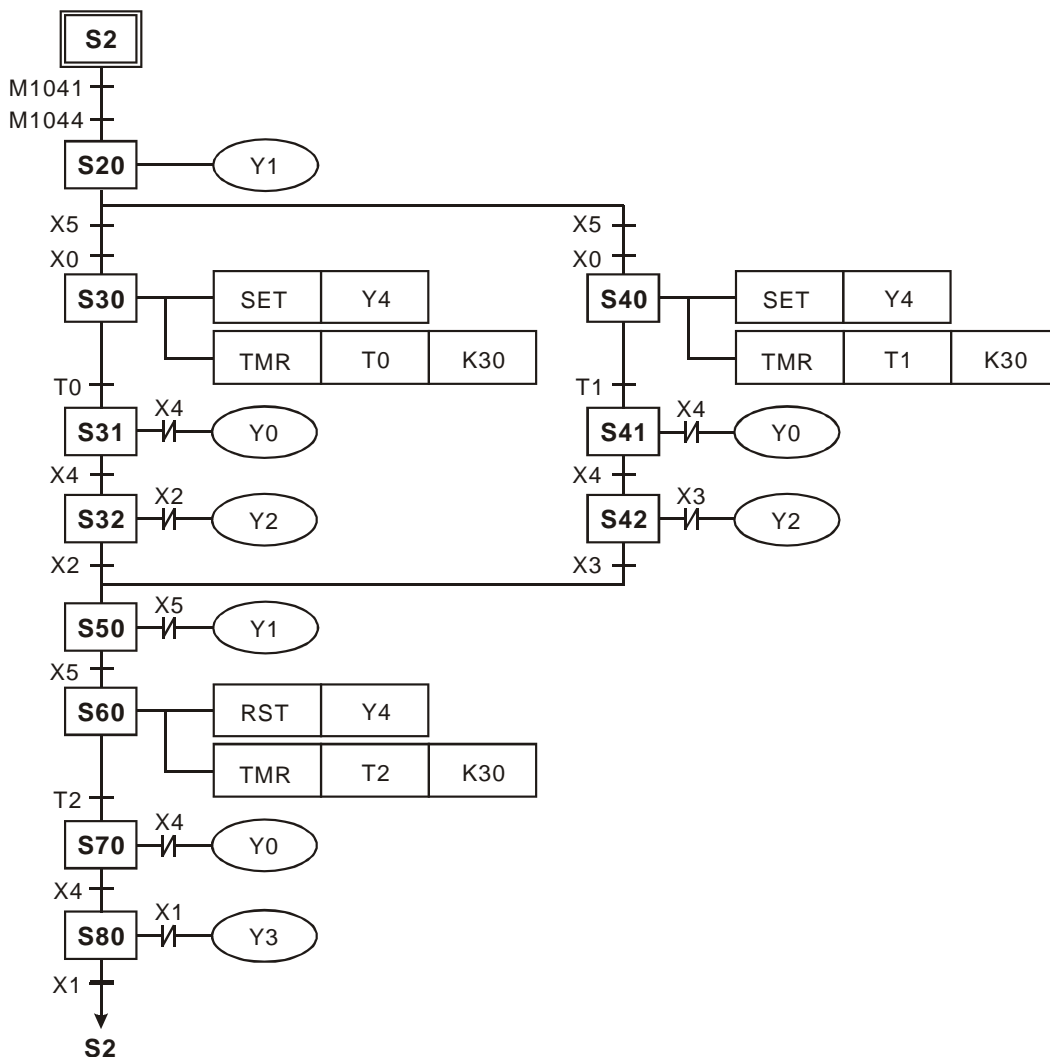 S2
M1041
M1044
S20 Y1
X5 X5
X0 X0
S30 SET Y4 S40 SET Y4
TMR T0 K30 TMR T1 K30
T0 T1
X4 X4
S31 Y0 S41 Y0
X4 X4
X2 X3
S32 Y2 S42 Y2
X2 X3
X5
S50 Y1
X5
S60 RST Y4
TMR T2 K30
T2
X4
S70 Y0
X4
X1
S80 Y3
X1
S2